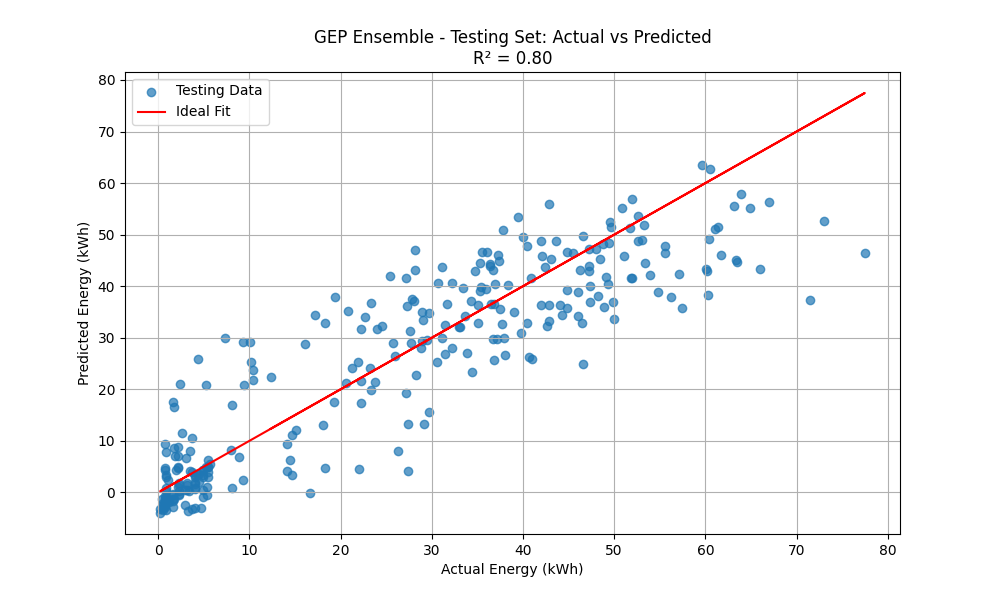 GEP Ensemble - Testing Set: Actual vs Predicted
R² = 0.80
Testing Data
Ideal Fit
80
70
60
50
40
30
20
10
0
Predicted Energy (kWh)
0 10 20 30 40 50 60 70 80
Actual Energy (kWh)